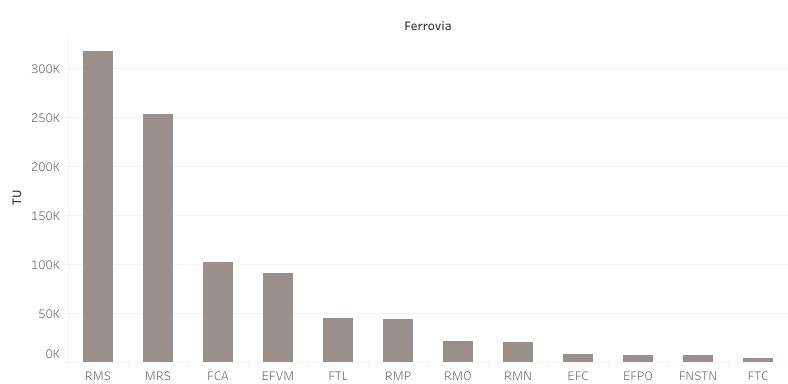 Ferrovia
300K
250K
200K
150K
100K
50K
0K
TU
RMS MRS FCA EFVM FTL RMP RMO RMN EFC EFPO FNSTN FTC